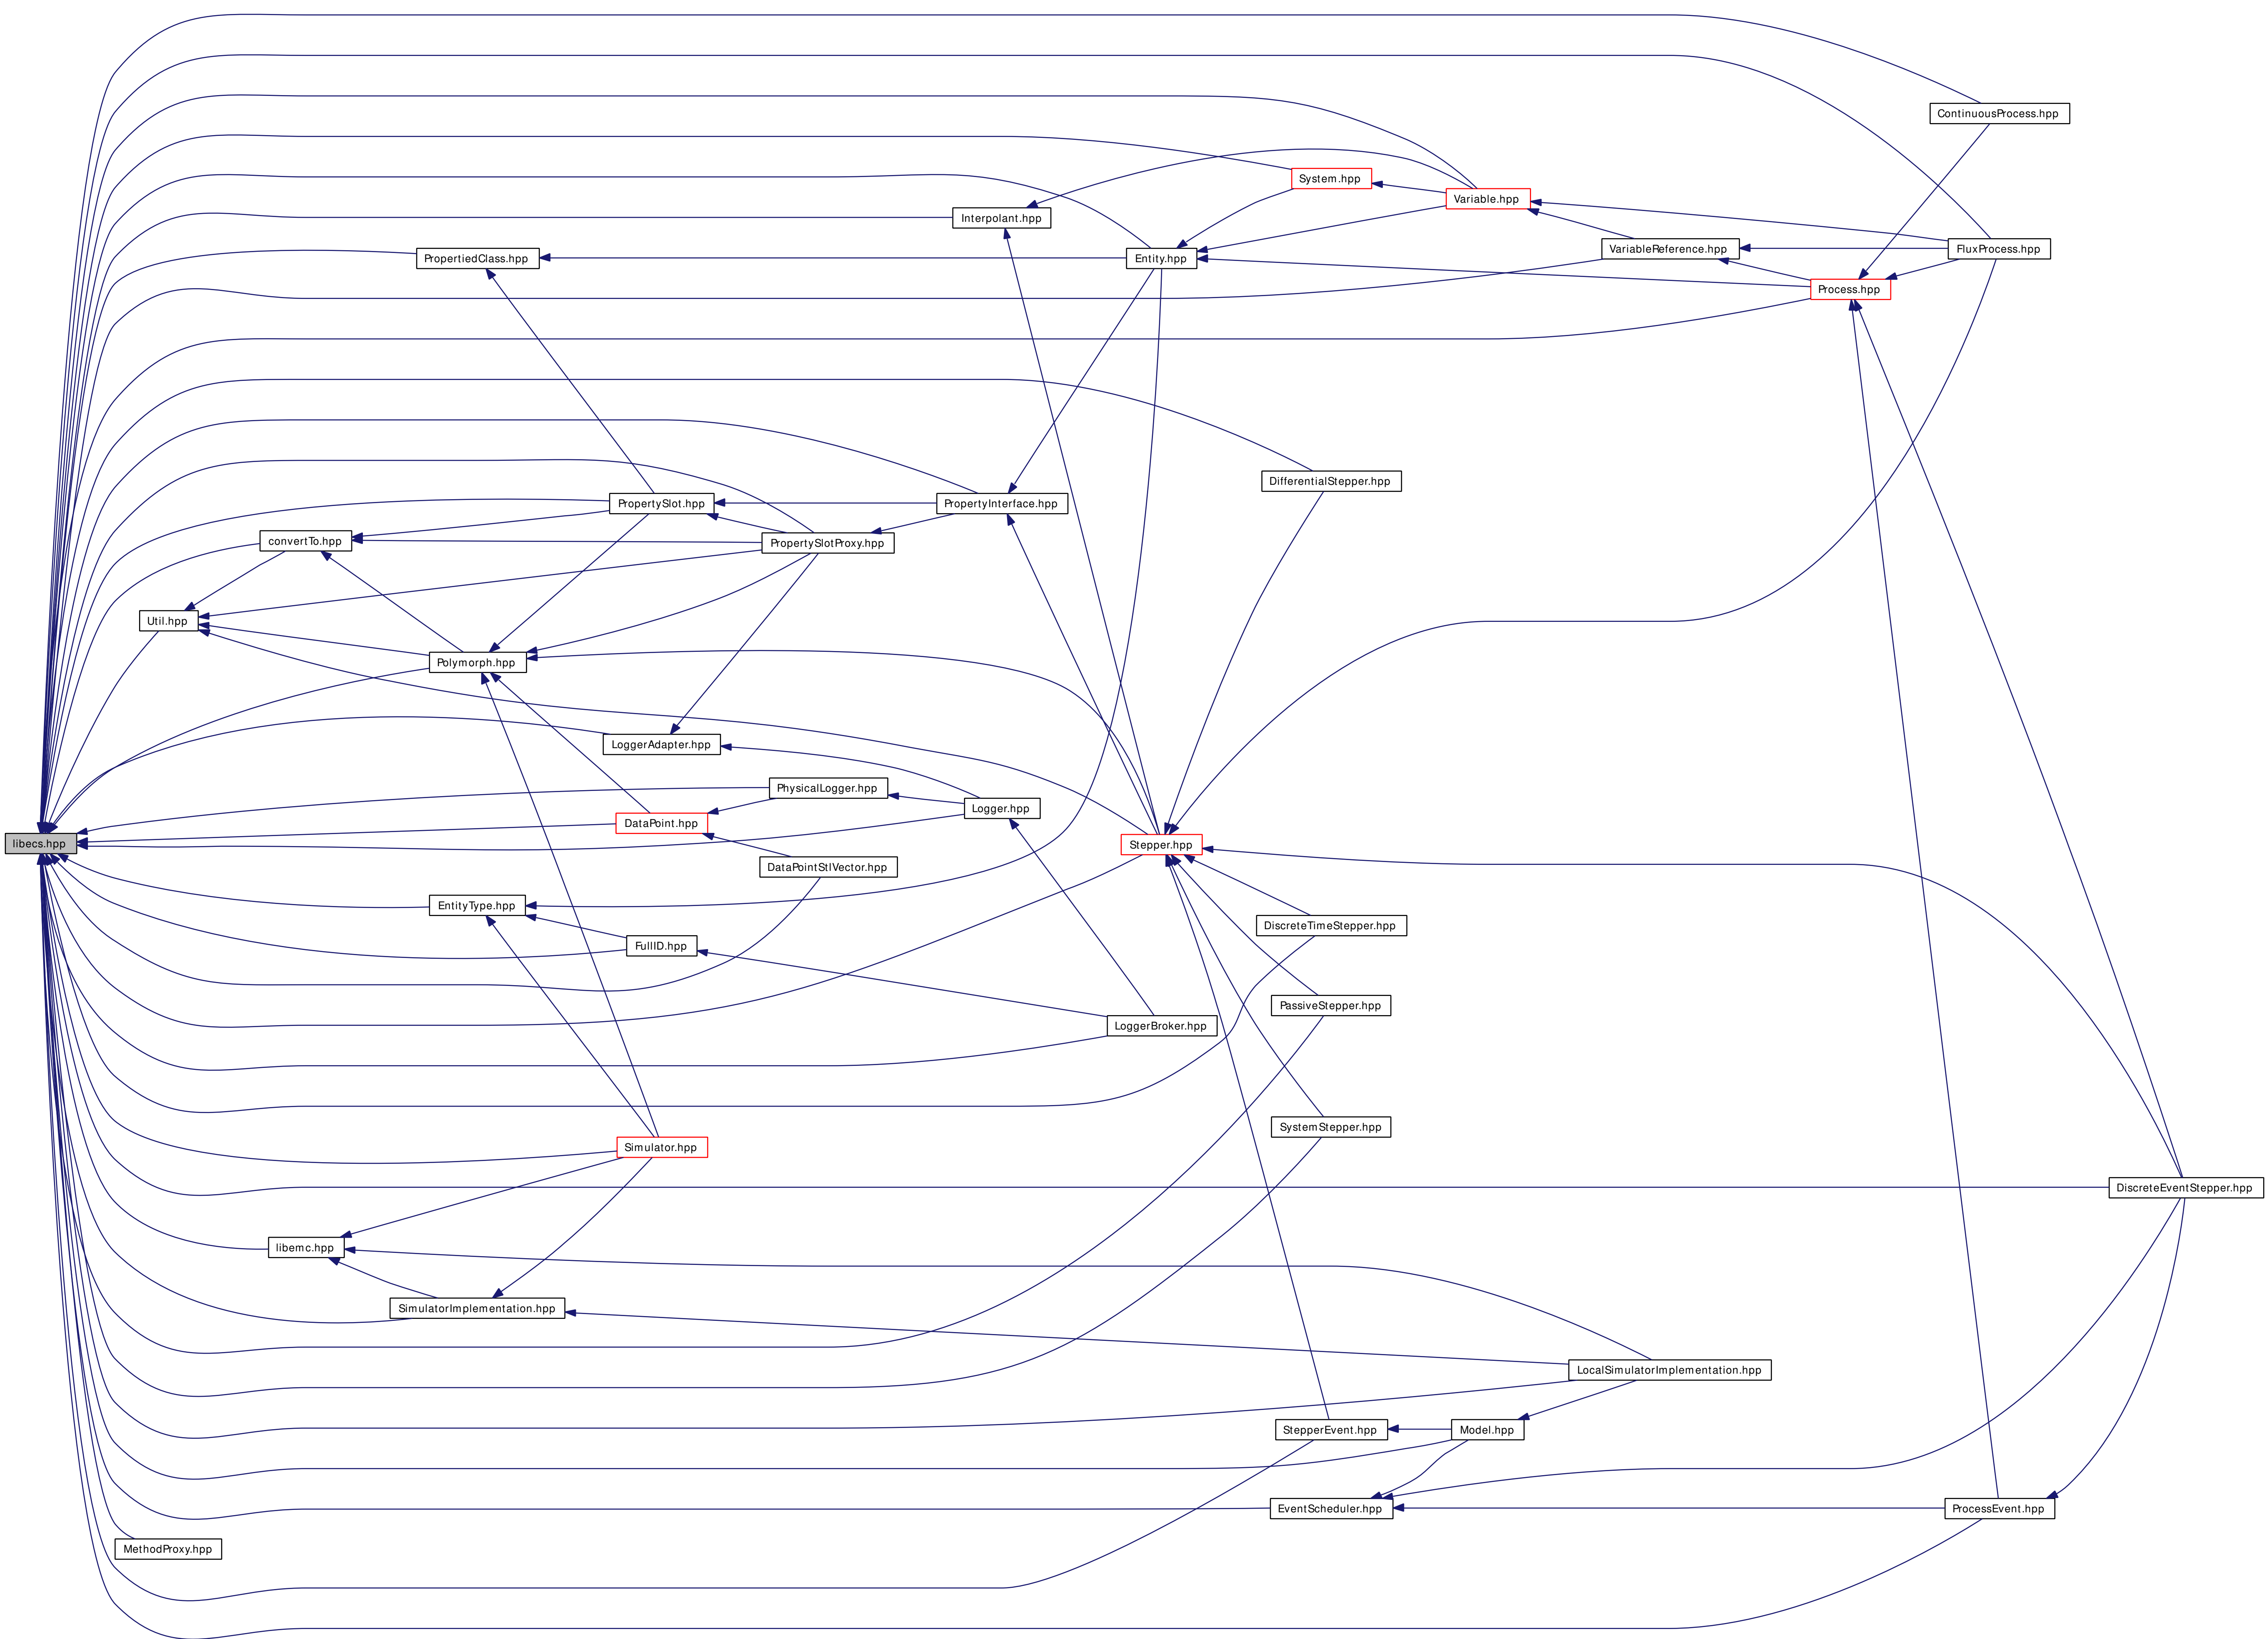 ContinuousProcess.hpp
System.hpp
Variable.hpp
Interpolant.hpp
VariableReference.hpp
FluxProcess.hpp
PropertiedClass.hpp
Entity.hpp
Process.hpp
DifferentialStepper.hpp
PropertySlot.hpp
PropertyInterface.hpp
convertTo.hpp
PropertySlotProxy.hpp
Util.hpp
Polymorph.hpp
LoggerAdapter.hpp
PhysicalLogger.hpp
Logger.hpp
DataPoint.hpp
libecs.hpp
Stepper.hpp
DataPointStlVector.hpp
EntityType.hpp
DiscreteTimeStepper.hpp
FullID.hpp
PassiveStepper.hpp
LoggerBroker.hpp
SystemStepper.hpp
Simulator.hpp
DiscreteEventStepper.hpp
libemc.hpp
SimulatorImplementation.hpp
LocalSimulatorImplementation.hpp
StepperEvent.hpp
Model.hpp
EventScheduler.hpp
ProcessEvent.hpp
MethodProxy.hpp